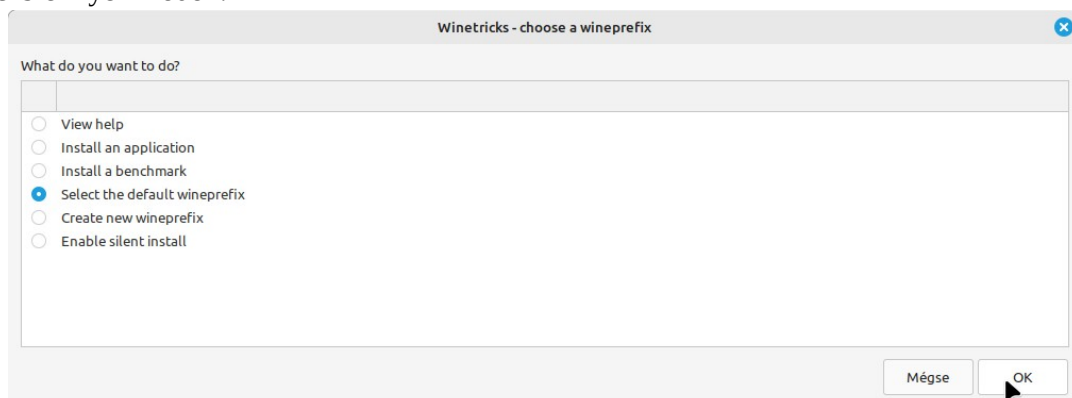 Winetricks - choose a wineprefix
What do you want to do?
View help
Install an application
Install a benchmark
Select the default wineprefix
Create new wineprefix
Enable silent install
Mégse
OK